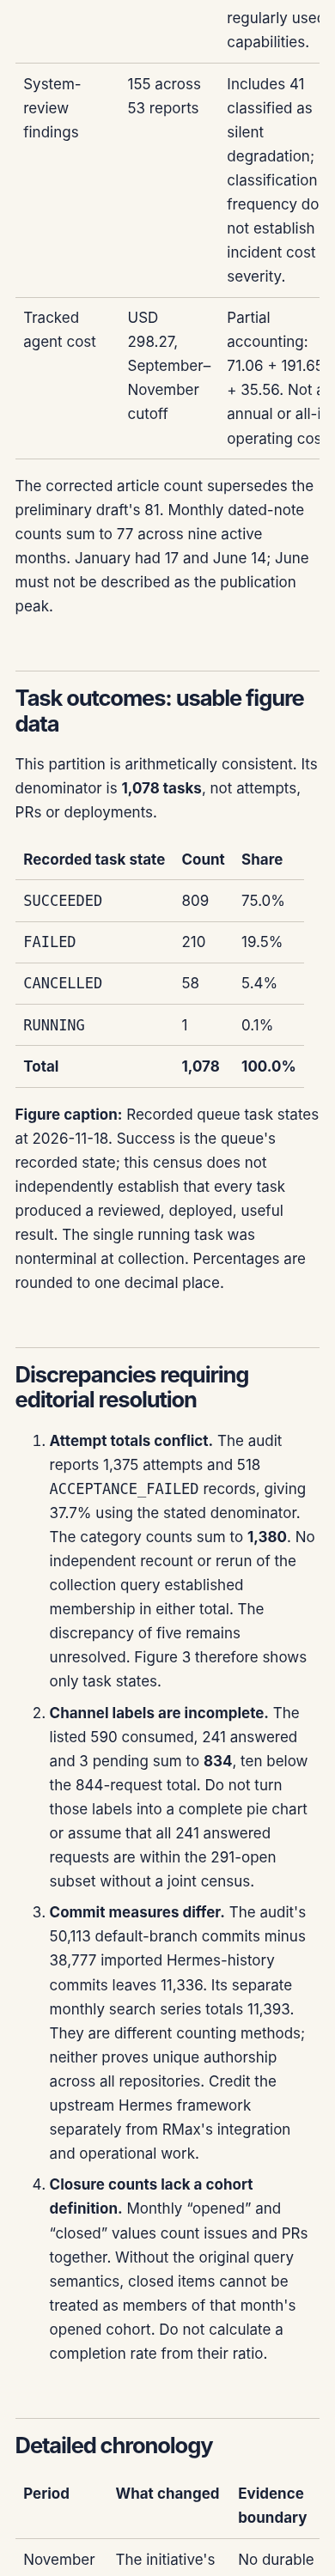 regularly used
capabilities.
System-
review
findings
155 across
53 reports
Includes 41
classified as
silent
degradation;
classification
frequency do
not establish
incident cost
severity.
Tracked
agent cost
USD
298.27,
September–
November
cutoff
Partial
accounting:
71.06 + 191.65
+ 35.56. Not a
annual or all-i
operating cos
The corrected article count supersedes the
preliminary draft's 81. Monthly dated-note
counts sum to 77 across nine active
months. January had 17 and June 14; June
must not be described as the publication
peak.
Task outcomes: usable figure
data
This partition is arithmetically consistent. Its
denominator is 1,078 tasks, not attempts,
PRs or deployments.
Recorded task state Count Share
SUCCEEDED 809 75.0%
FAILED 210 19.5%
CANCELLED 58 5.4%
RUNNING 1 0.1%
Total 1,078 100.0%
Figure caption: Recorded queue task states
at 2026-11-18. Success is the queue's
recorded state; this census does not
independently establish that every task
produced a reviewed, deployed, useful
result. The single running task was
nonterminal at collection. Percentages are
rounded to one decimal place.
Discrepancies requiring
editorial resolution
1. Attempt totals conflict. The audit
reports 1,375 attempts and 518
ACCEPTANCE_FAILED records, giving
37.7% using the stated denominator.
The category counts sum to 1,380. No
independent recount or rerun of the
collection query established
membership in either total. The
discrepancy of five remains
unresolved. Figure 3 therefore shows
only task states.
2. Channel labels are incomplete. The
listed 590 consumed, 241 answered
and 3 pending sum to 834, ten below
the 844-request total. Do not turn
those labels into a complete pie chart
or assume that all 241 answered
requests are within the 291-open
subset without a joint census.
3. Commit measures differ. The audit's
50,113 default-branch commits minus
38,777 imported Hermes-history
commits leaves 11,336. Its separate
monthly search series totals 11,393.
They are different counting methods;
neither proves unique authorship
across all repositories. Credit the
upstream Hermes framework
separately from RMax's integration
and operational work.
4. Closure counts lack a cohort
definition. Monthly “opened” and
“closed” values count issues and PRs
together. Without the original query
semantics, closed items cannot be
treated as members of that month's
opened cohort. Do not calculate a
completion rate from their ratio.
Detailed chronology
Period What changed Evidence
boundary
November The initiative's No durable